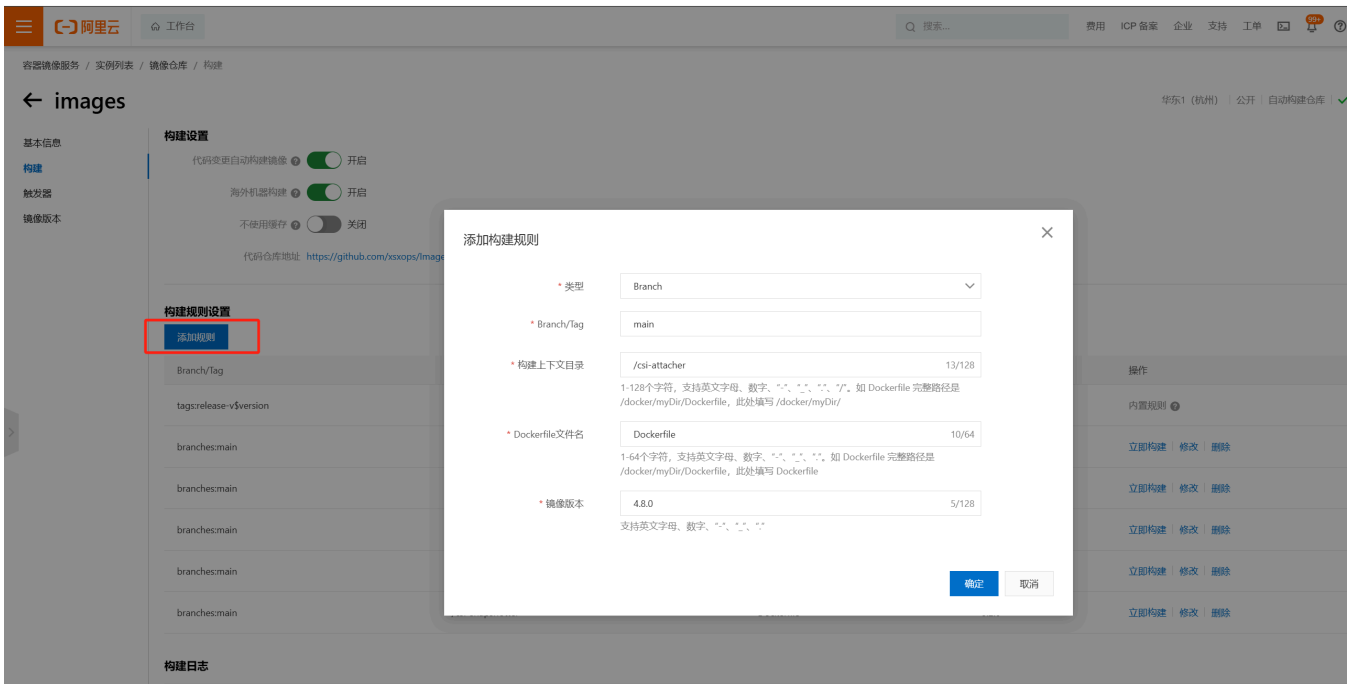 阿里云
工作台
搜索...
费用 ICP 备案 企业 支持 工单 99+
容器镜像服务 / 实例列表 / 镜像仓库 / 构建
images
华东1（杭州） 公开 自动构建仓库
基本信息
构建
触发器
镜像版本
构建设置
代码变更自动构建镜像 开启
海外机器构建 开启
不使用缓存 关闭
代码仓库地址 https://github.com/xsxops/Image
构建规则设置
添加规则
Branch/Tag
操作
tags:release-v$version
内置规则
branches:main
立即构建 修改 删除
branches:main
立即构建 修改 删除
branches:main
立即构建 修改 删除
branches:main
立即构建 修改 删除
branches:main
立即构建 修改 删除
构建日志
添加构建规则
* 类型 Branch
* Branch/Tag main
* 构建上下文目录 /csi-attacher 13/128
1-128个字符，支持英文字母、数字、"-"、"_"、"."、"/"。如 Dockerfile 完整路径是
/docker/myDir/Dockerfile，此处填写 /docker/myDir/
* Dockerfile文件名 Dockerfile 10/64
1-64个字符，支持英文字母、数字、"-"、"_"、"."。如 Dockerfile 完整路径是
/docker/myDir/Dockerfile，此处填写 Dockerfile
* 镜像版本 4.8.0 5/128
支持英文字母、数字、"-"、"_"、"."
确定 取消